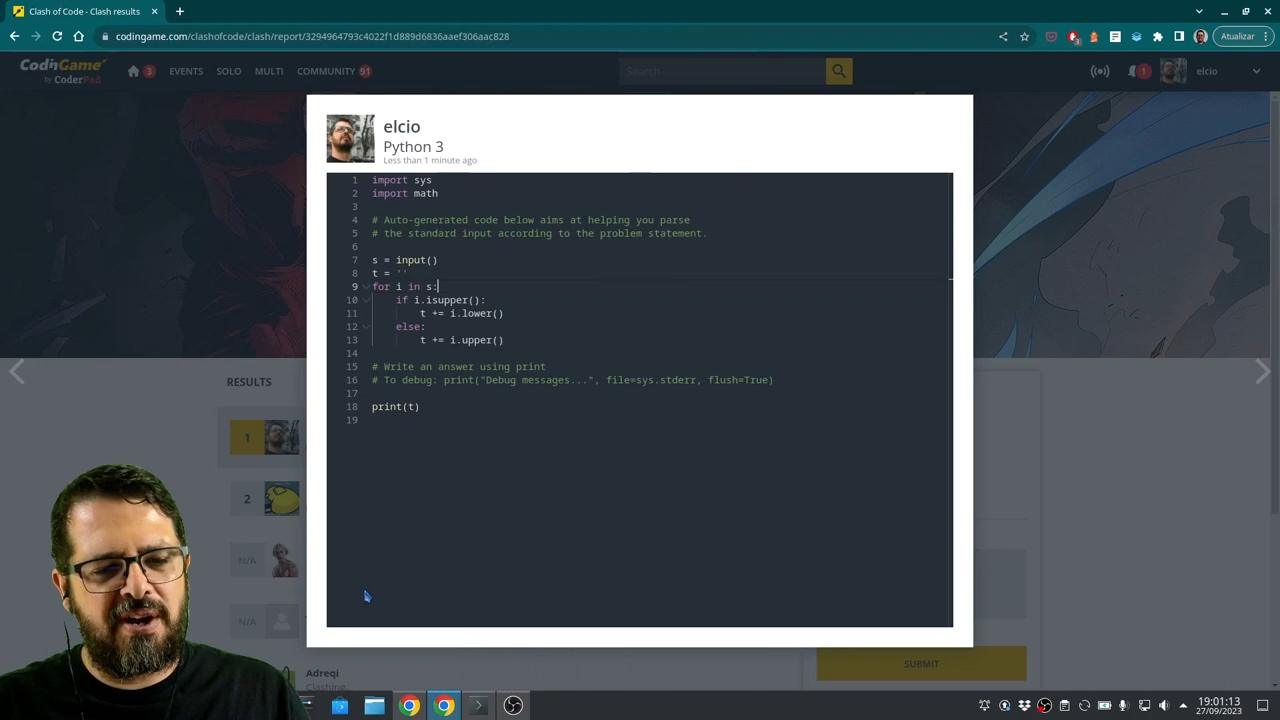 Clash of Code - Clash results
codingame.com/clashofcode/clash/report/3294964793c4022f1d889d6836aaef306aac828
Atualizar
CodinGame
by CoderPad
3
EVENTS
SOLO
MULTI
COMMUNITY
91
Search
1
elcio
elcio
Python 3
Less than 1 minute ago
1 import sys
2 import math
3
4 # Auto-generated code below aims at helping you parse
5 # the standard input according to the problem statement.
6
7 s = input()
8 t = ''
9 for i in s:
10 if i.isupper():
11 t += i.lower()
12 else:
13 t += i.upper()
14
15 # Write an answer using print
16 # To debug: print("Debug messages...", file=sys.stderr, flush=True)
17
18 print(t)
19
RESULTS
1
2
N/A
N/A
Adreqi
Clashing...
SUBMIT
19:01:13
27/09/2023